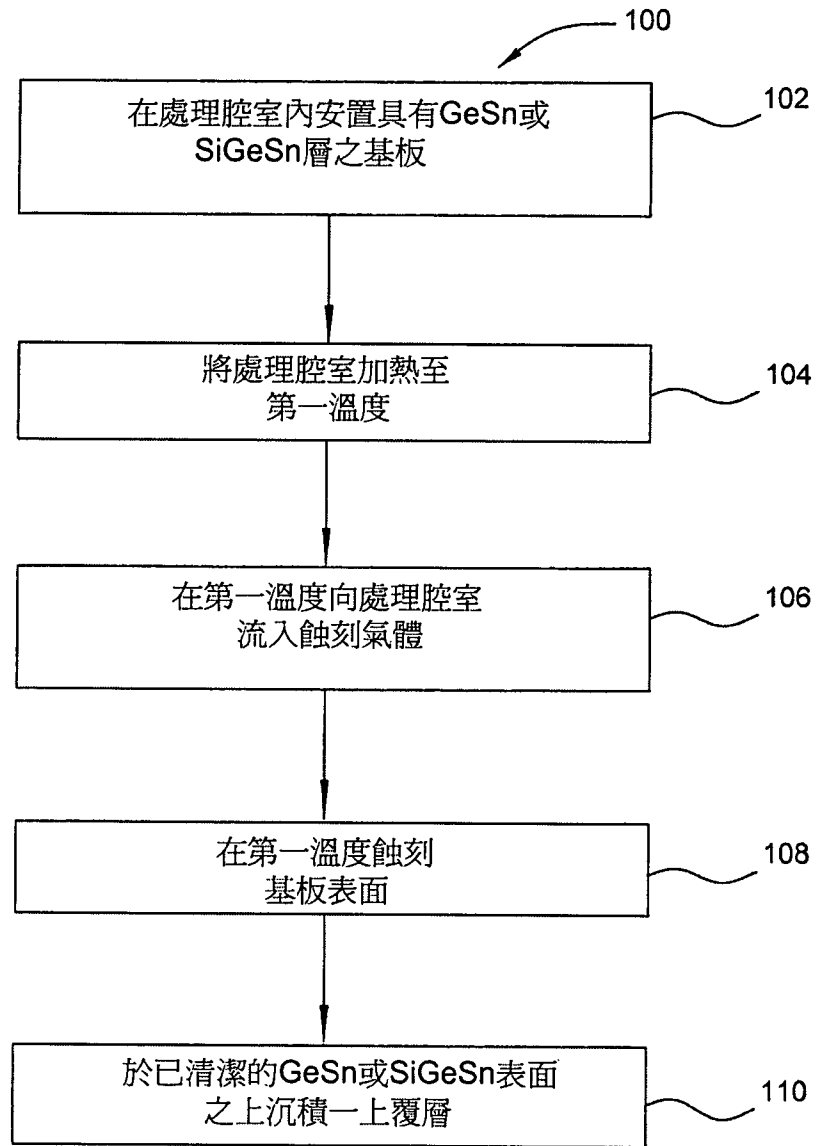 100
在處理腔室內安置具有GeSn或
SiGeSn層之基板
102
將處理腔室加熱至
第一溫度
104
在第一溫度向處理腔室
流入蝕刻氣體
106
在第一溫度蝕刻
基板表面
108
於已清潔的GeSn或SiGeSn表面
之上沉積一上覆層
110